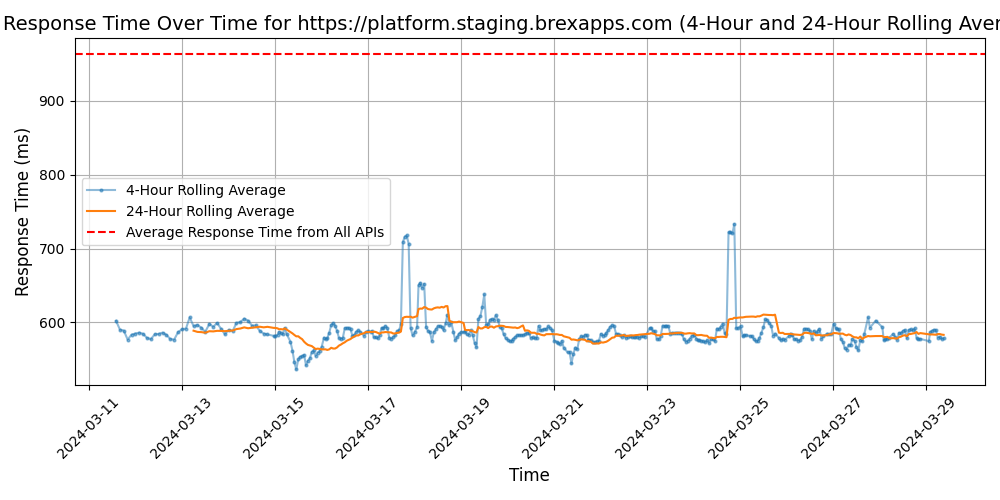 Response Time Over Time for https://platform.staging.brexapps.com (4-Hour and 24-Hour Rolling Aver
Response Time (ms)
900
800
700
600
4-Hour Rolling Average
24-Hour Rolling Average
Average Response Time from All APIs
2024-03-11
2024-03-13
2024-03-15
2024-03-17
2024-03-19
2024-03-21
2024-03-23
2024-03-25
2024-03-27
2024-03-29
Time